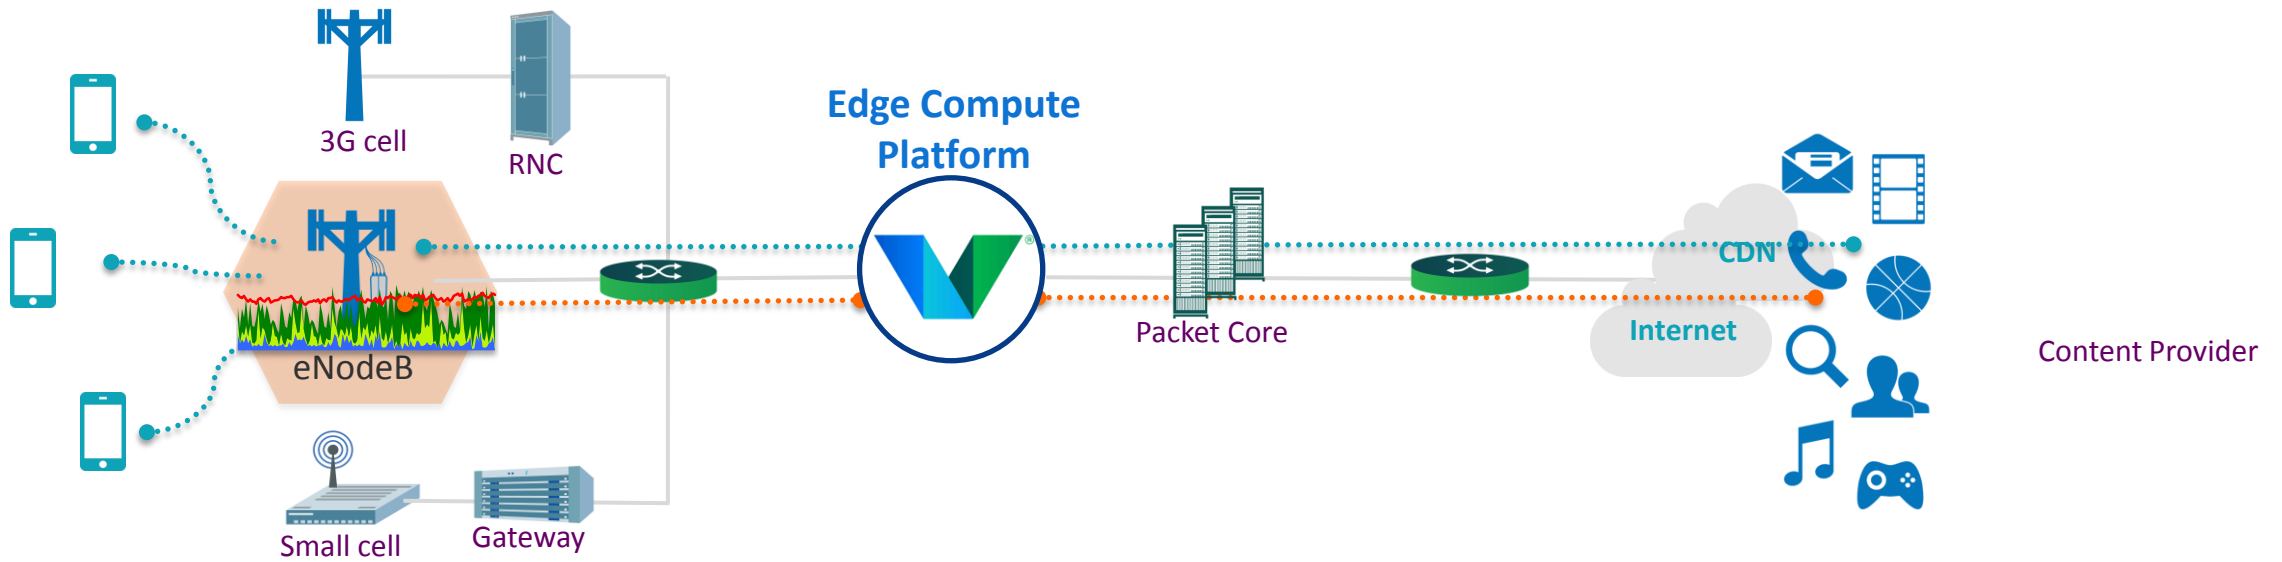 3G cell
RNC
Edge Compute
Platform
®
CDN
Internet
Packet Core
Content Provider
eNodeB
Small cell
Gateway